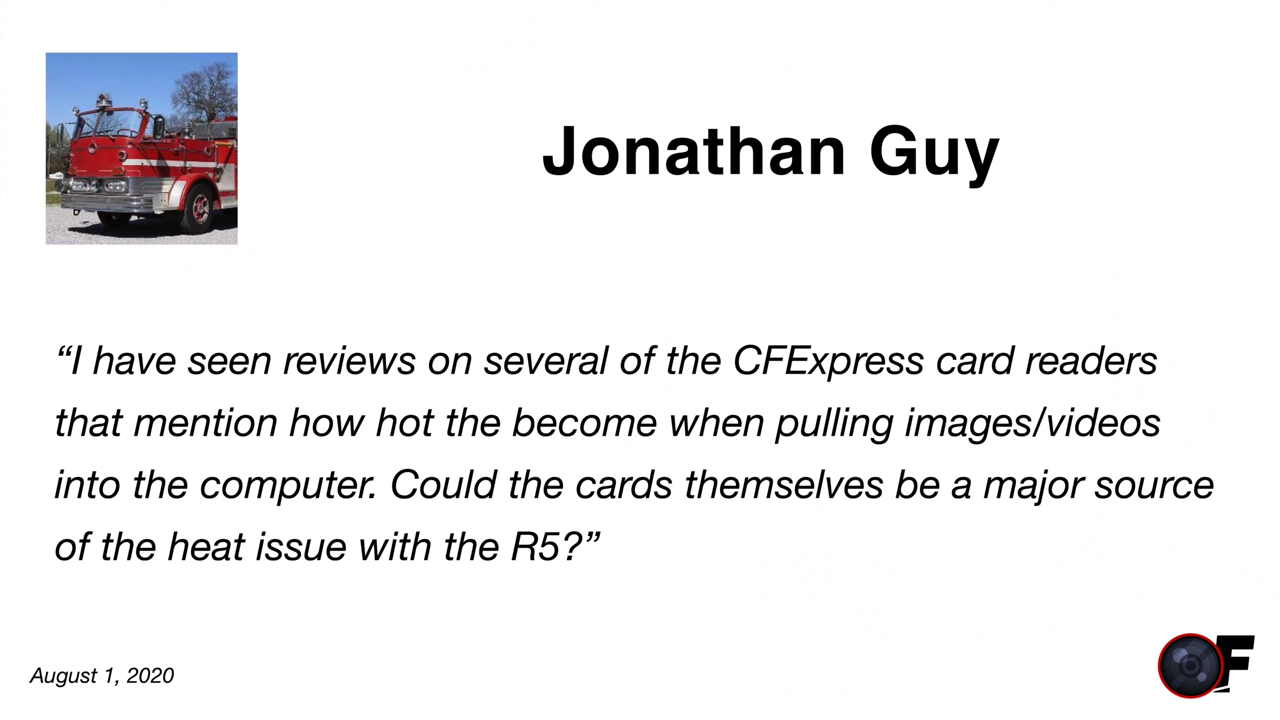 Jonathan Guy
“I have seen reviews on several of the CFExpress card readers
that mention how hot the become when pulling images/videos
into the computer. Could the cards themselves be a major source
of the heat issue with the R5?”
August 1, 2020
F